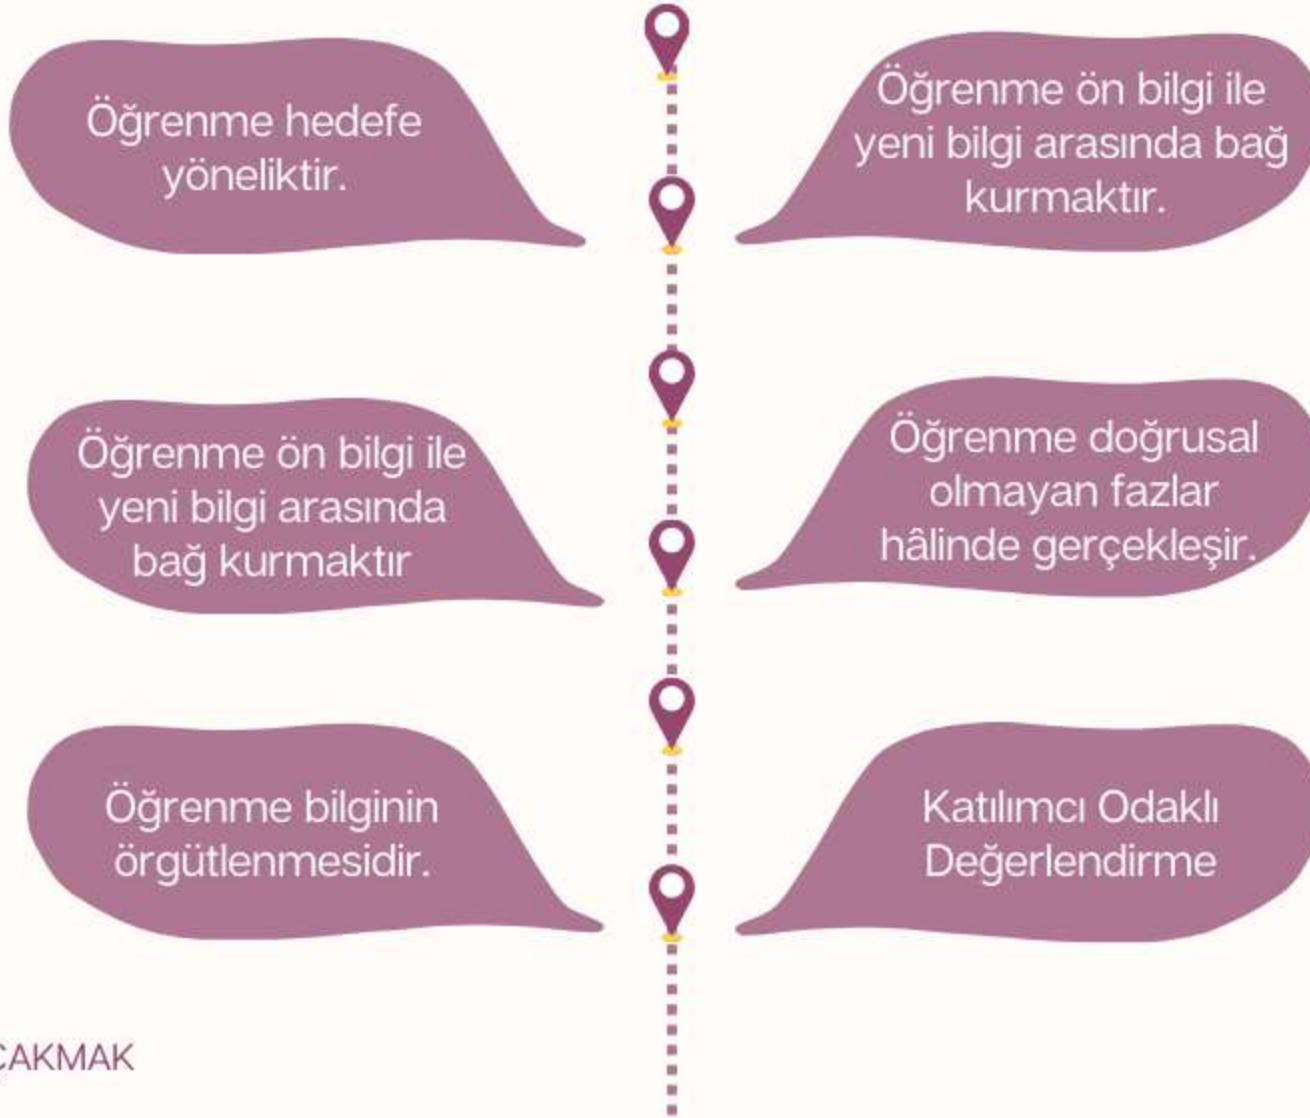 Öğrenme hedefe
yöneliktir.
Öğrenme ön bilgi ile
yeni bilgi arasında bağ
kurmaktır.
Öğrenme ön bilgi ile
yeni bilgi arasında
bağ kurmaktır
Öğrenme doğrusal
olmayan fazlar
hâlinde gerçekleşir.
Öğrenme bilginin
örgütlenmesidir.
Katılımcı Odaklı
Değerlendirme
ÇAKMAK